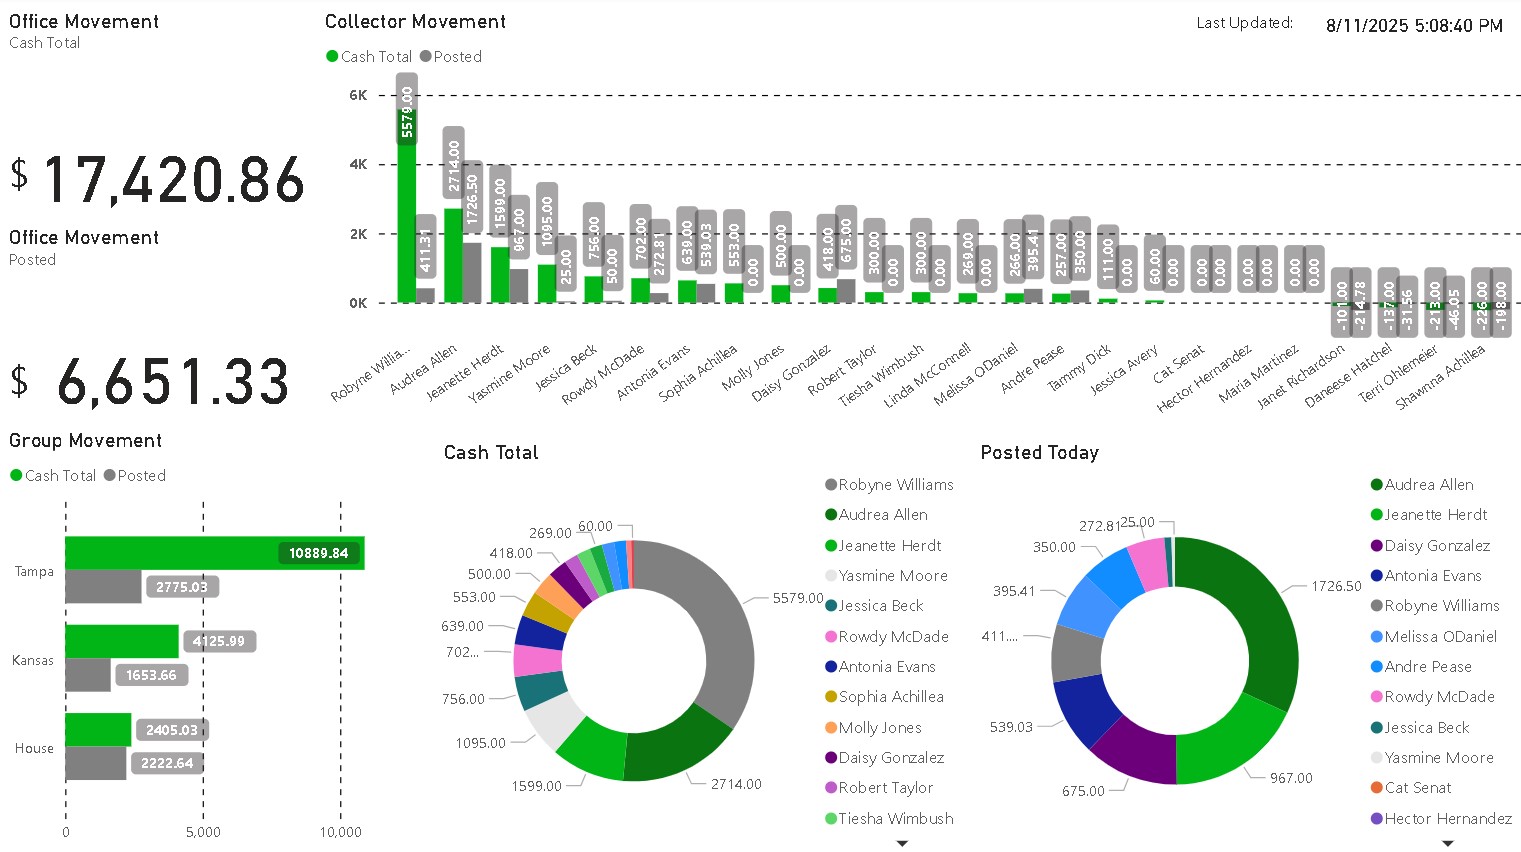 Office Movement
Cash Total
$ 17,420.86
Office Movement
Posted
$ 6,651.33
Collector Movement
Cash Total Posted
Last Updated: 8/11/2025 5:08:40 PM
6K
4K
2K
0K
5579.00 411.31 2714.00 1726.50 1599.00 967.00 1095.00 25.00 756.00 50.00 702.00 272.81 639.00 539.03 553.00 0.00 500.00 0.00 418.00 675.00 300.00 0.00 300.00 0.00 269.00 0.00 266.00 395.41 257.00 350.00 111.00 0.00 60.00 0.00 0.00 0.00 0.00 0.00 0.00 0.00 -101.00 -214.78 -137.00 -31.56 -213.00 -46.05 -226.00 -198.00
Robyne Willia...
Audrea Allen
Jeanette Herdt
Yasmine Moore
Jessica Beck
Rowdy McDade
Antonia Evans
Sophia Achillea
Molly Jones
Daisy Gonzalez
Robert Taylor
Tiesha Wimbush
Linda McConnell
Melissa ODaniel
Andre Pease
Tammy Dick
Jessica Avery
Cat Senat
Hector Hernandez
Maria Martinez
Janet Richardson
Daneese Hatchel
Terri Ohlemeier
Shawnna Achillea
Group Movement
Cash Total Posted
Tampa
10889.84
2775.03
Kansas
4125.99
1653.66
House
2405.03
2222.64
0 5,000 10,000
Cash Total
60.00
269.00
418.00
500.00
553.00
639.00
702...
756.00
1095.00
1599.00
2714.00
5579.00
Robyne Williams
Audrea Allen
Jeanette Herdt
Yasmine Moore
Jessica Beck
Rowdy McDade
Antonia Evans
Sophia Achillea
Molly Jones
Daisy Gonzalez
Robert Taylor
Tiesha Wimbush
Posted Today
25.00
272.81
350.00
395.41
411....
539.03
675.00
967.00
1726.50
Audrea Allen
Jeanette Herdt
Daisy Gonzalez
Antonia Evans
Robyne Williams
Melissa ODaniel
Andre Pease
Rowdy McDade
Jessica Beck
Yasmine Moore
Cat Senat
Hector Hernandez